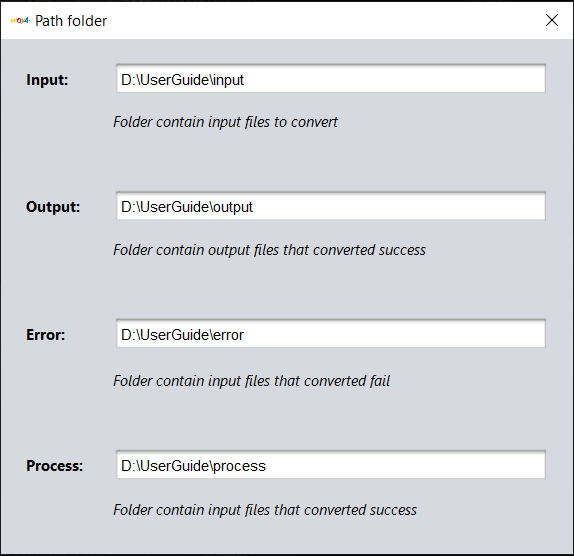 Path folder
Input:
D:\UserGuide\input
Folder contain input files to convert
Output:
D:\UserGuide\output
Folder contain output files that converted success
Error:
D:\UserGuide\error
Folder contain input files that converted fail
Process:
D:\UserGuide\process
Folder contain input files that converted success